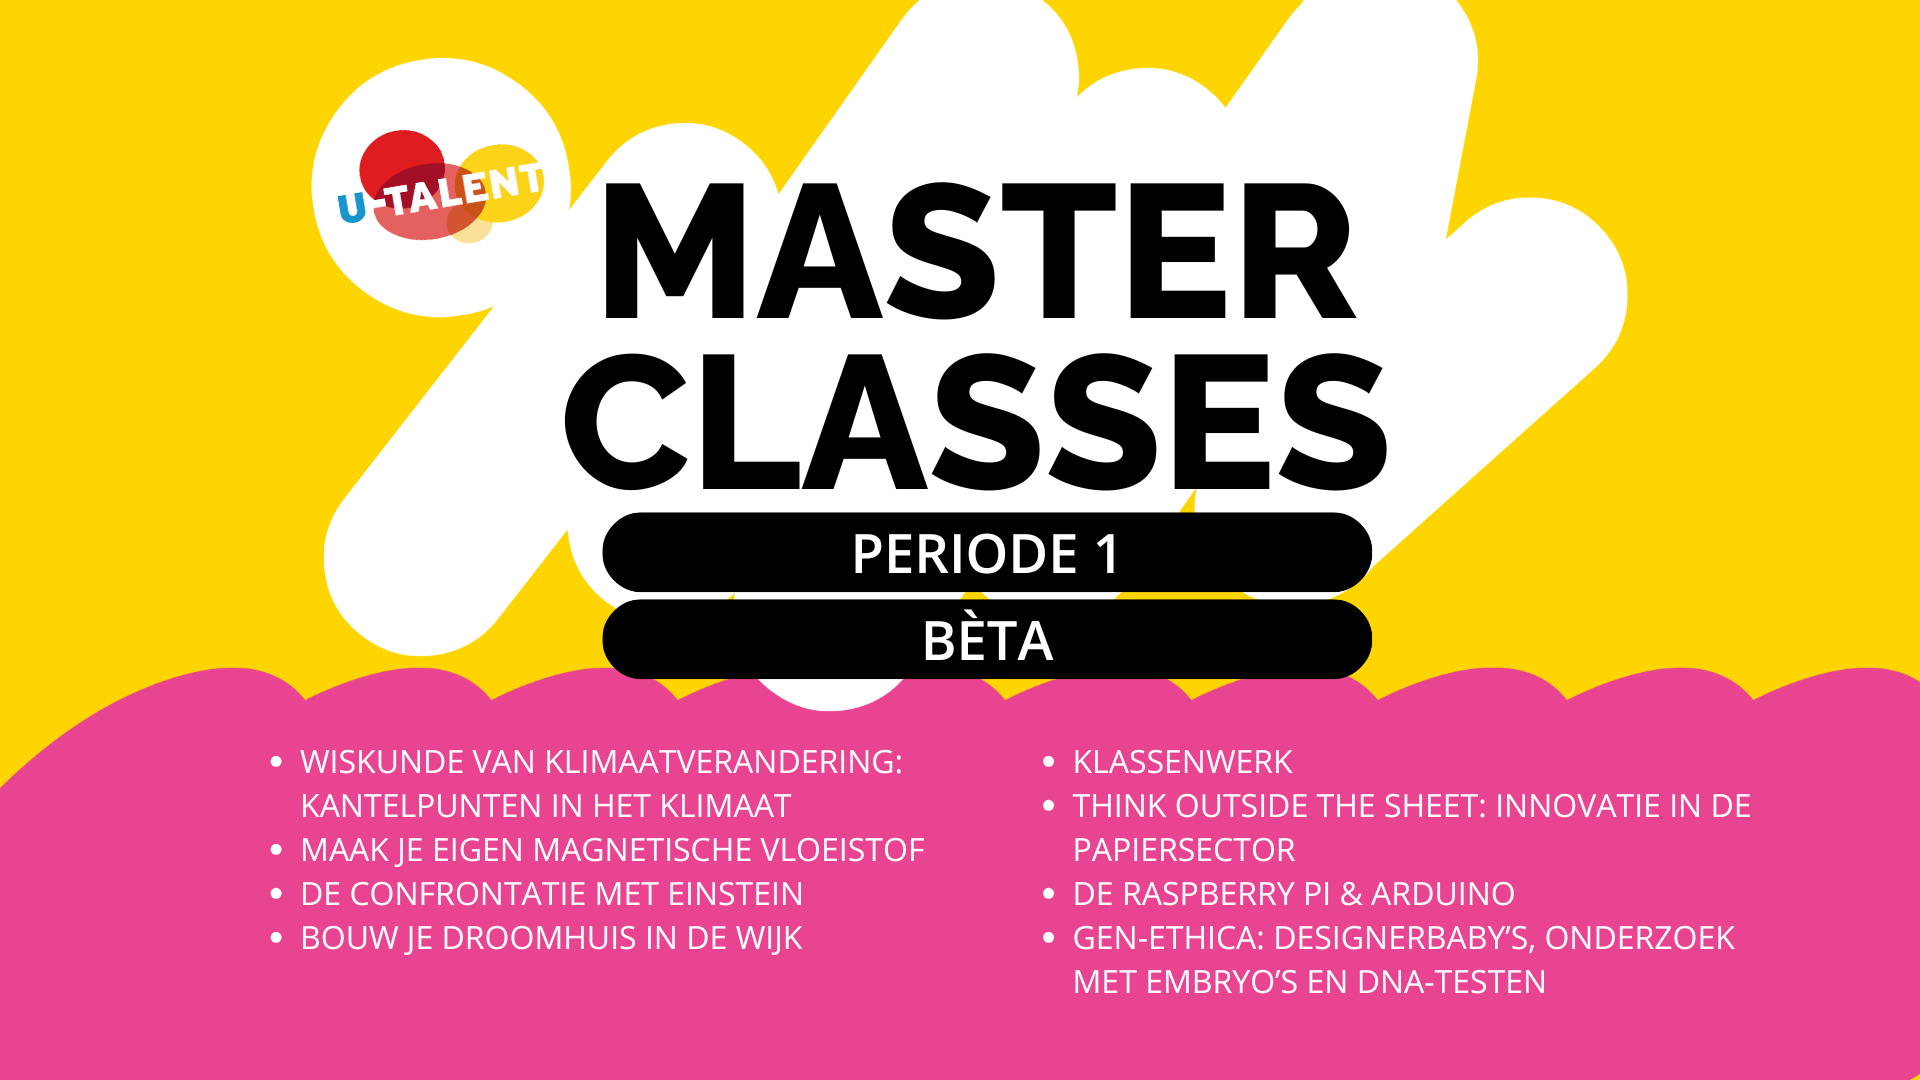 U-TALENT
MASTER
CLASSES
PERIODE 1
BÈTA
• WISKUNDE VAN KLIMAATVERANDERING:
KANTELPUNTEN IN HET KLIMAAT
• MAAK JE EIGEN MAGNETISCHE VLOEISTOF
• DE CONFRONTATIE MET EINSTEIN
• BOUW JE DROOMHUIS IN DE WIJK
• KLASSENWERK
• THINK OUTSIDE THE SHEET: INNOVATIE IN DE
PAPIERSECTOR
• DE RASPBERRY PI & ARDUINO
• GEN-ETHICA: DESIGNERBABY’S, ONDERZOEK
MET EMBRYO’S EN DNA-TESTEN